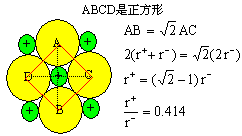 ABCD是正方形
AB = √2 AC
2(r⁺+r⁻) = √2(2r⁻)
r⁺ = (√2 − 1) r⁻
r⁺/r⁻ = 0.414
+ A +
D + C
+ B +